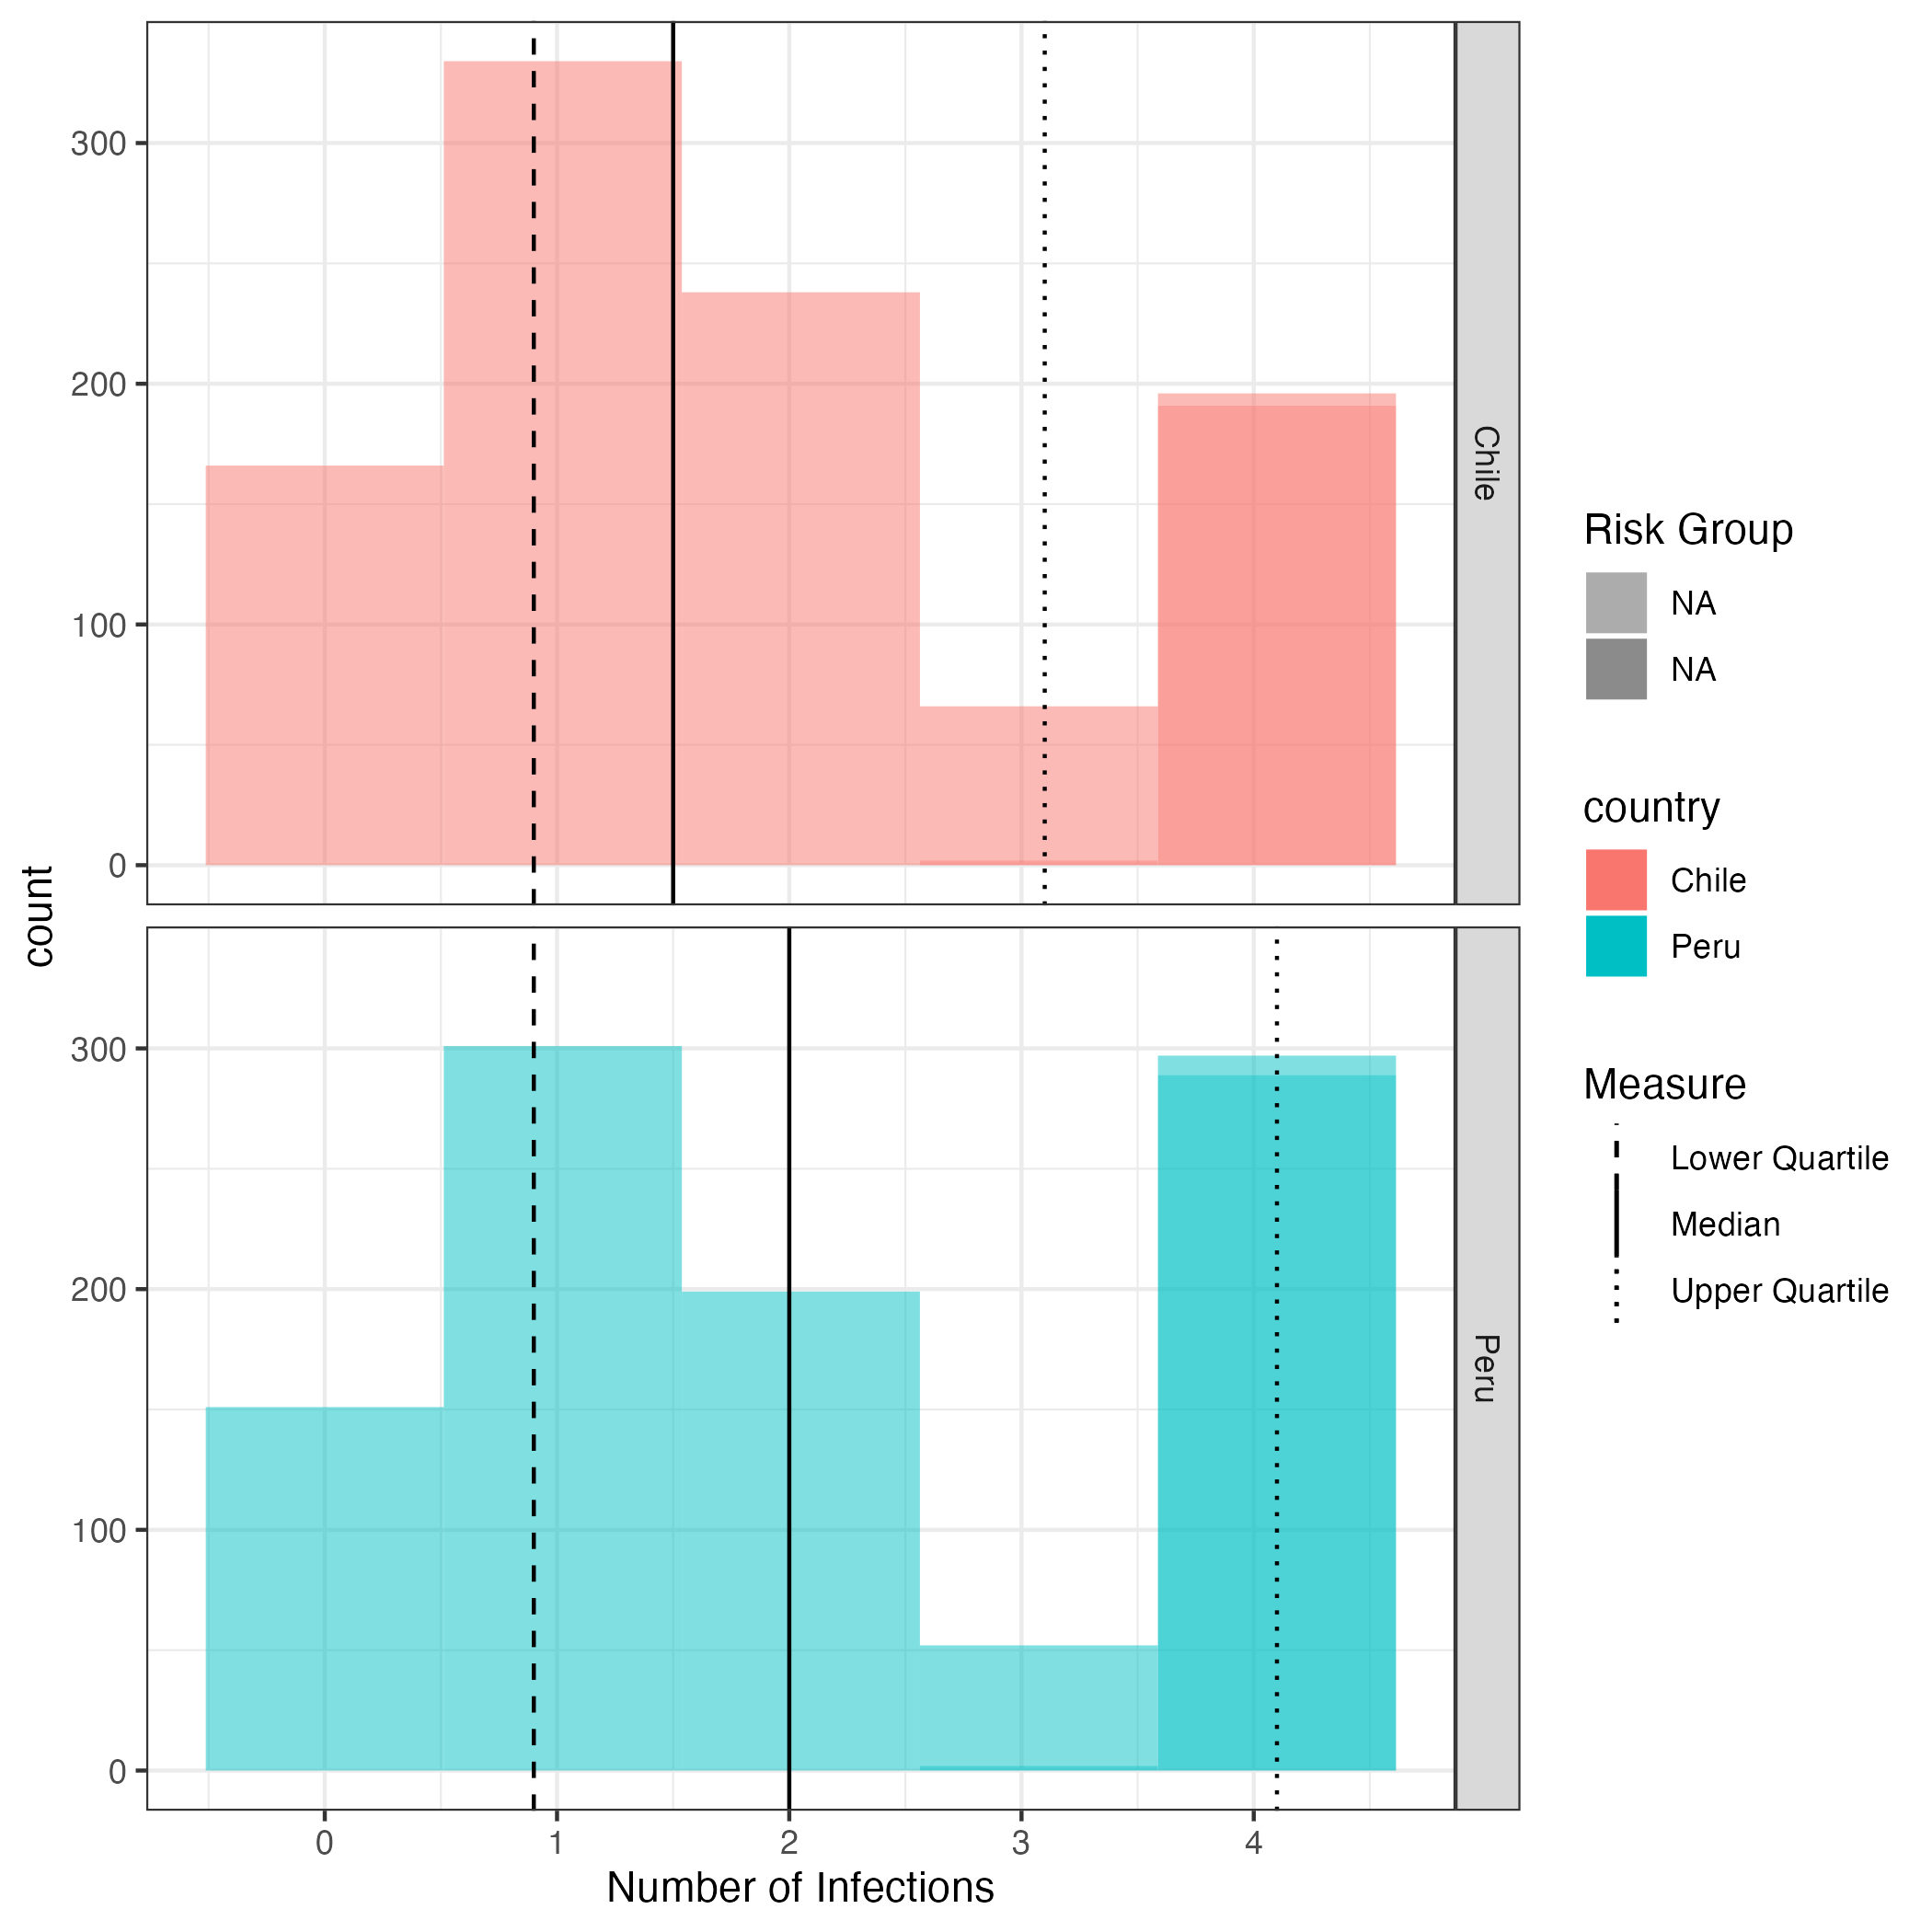 count
300
200
100
0
Chile
300
200
100
0
Peru
0 1 2 3 4
Number of Infections
Risk Group
NA
NA
country
Chile
Peru
Measure
Lower Quartile
Median
Upper Quartile